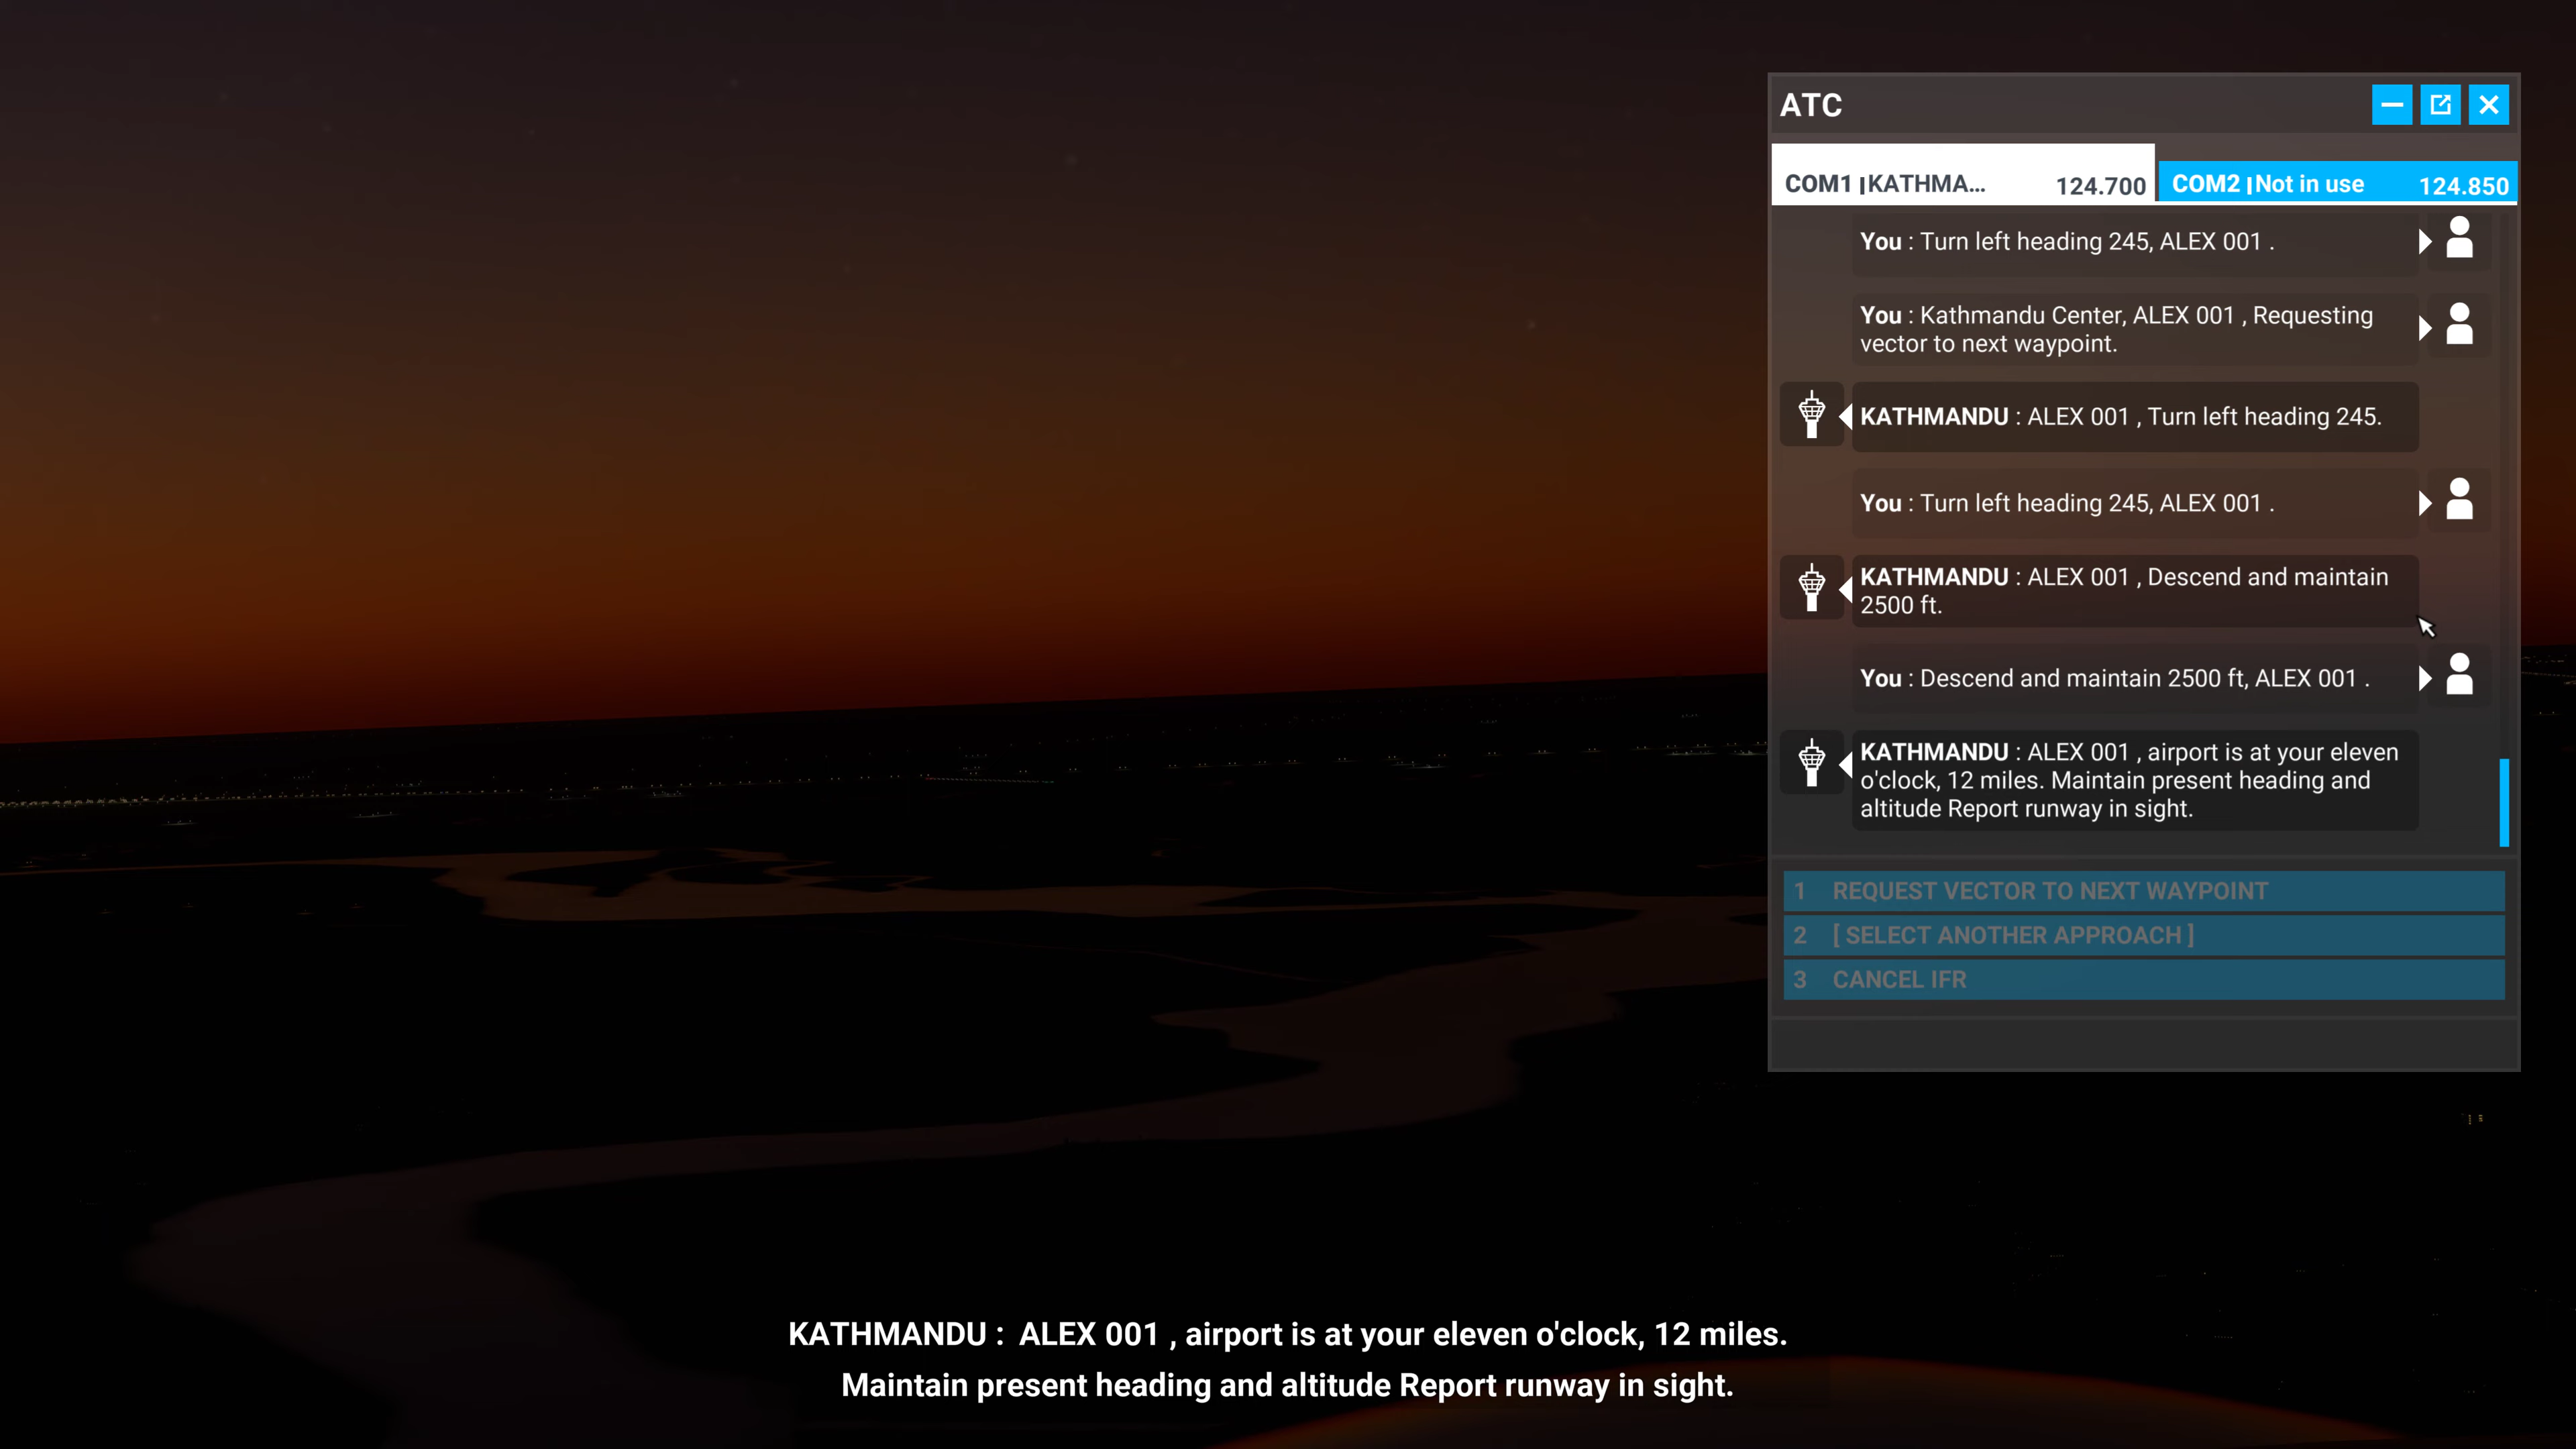 ATC
COM1 | KATHMA... 124.700
COM2 | Not in use 124.850
You : Turn left heading 245, ALEX 001 .
You : Kathmandu Center, ALEX 001 , Requesting
vector to next waypoint.
KATHMANDU : ALEX 001 , Turn left heading 245.
You : Turn left heading 245, ALEX 001 .
KATHMANDU : ALEX 001 , Descend and maintain
2500 ft.
You : Descend and maintain 2500 ft, ALEX 001 .
KATHMANDU : ALEX 001 , airport is at your eleven
o'clock, 12 miles. Maintain present heading and
altitude Report runway in sight.
1 REQUEST VECTOR TO NEXT WAYPOINT
2 [ SELECT ANOTHER APPROACH ]
3 CANCEL IFR
KATHMANDU : ALEX 001 , airport is at your eleven o'clock, 12 miles.
Maintain present heading and altitude Report runway in sight.